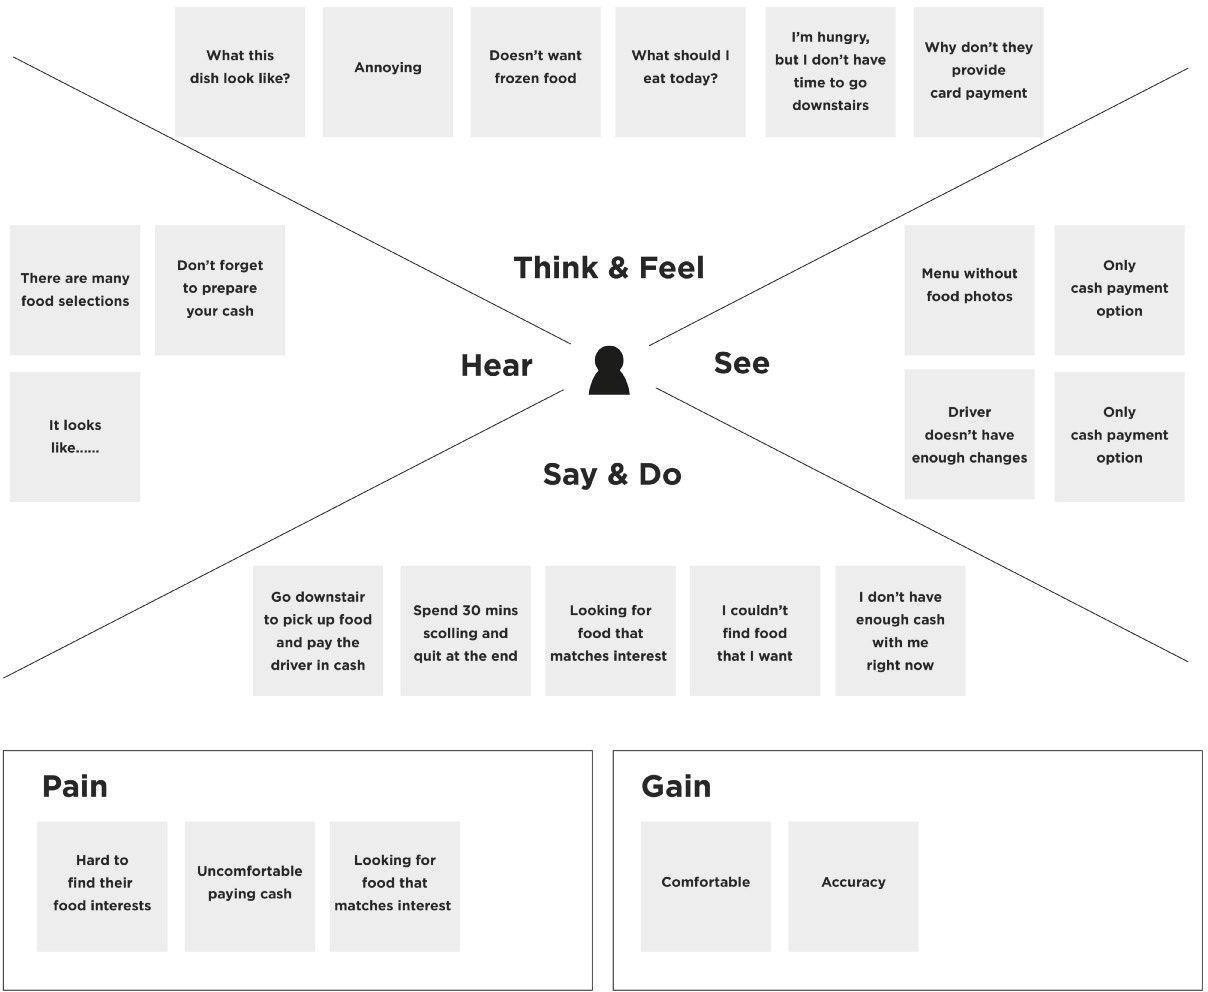 What this
dish look like?
Annoying
Doesn't want
frozen food
What should I
eat today?
I'm hungry,
but I don't have
time to go
downstairs
Why don't they
provide
card payment
Think & Feel
There are many
food selections
Don't forget
to prepare
your cash
It looks
like......
Hear
See
Menu without
food photos
Only
cash payment
option
Driver
doesn't have
enough changes
Only
cash payment
option
Say & Do
Go downstair
to pick up food
and pay the
driver in cash
Spend 30 mins
scolling and
quit at the end
Looking for
food that
matches interest
I couldn't
find food
that I want
I don't have
enough cash
with me
right now
Pain
Hard to
find their
food interests
Uncomfortable
paying cash
Looking for
food that
matches interest
Gain
Comfortable
Accuracy